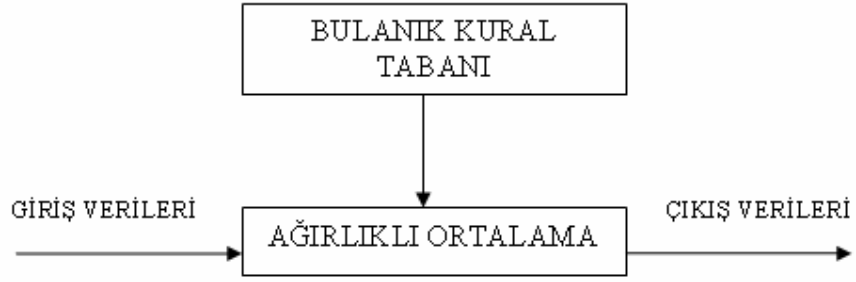 BULANIK KURAL
TABANI
GİRİŞ VERİLERİ
AĞIRLIKLI ORTALAMA
ÇIKIŞ VERİLERİ